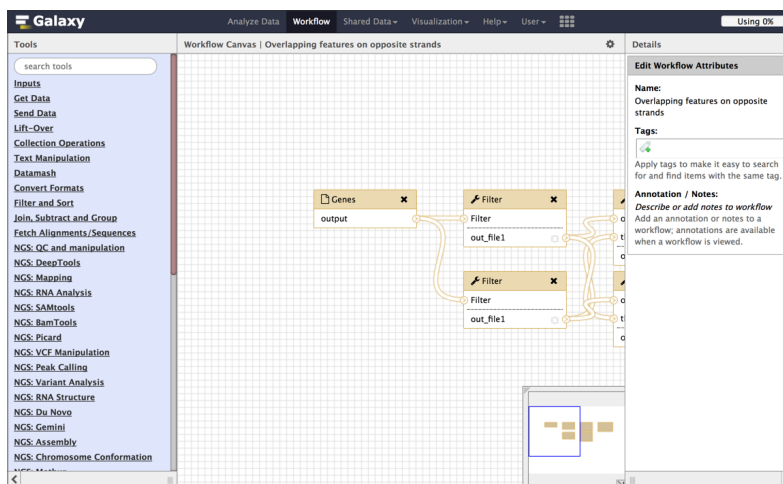 Galaxy
Analyze Data Workflow Shared Data Visualization Help User Using 0%
Tools
search tools
Inputs
Get Data
Send Data
Lift-Over
Collection Operations
Text Manipulation
Datamash
Convert Formats
Filter and Sort
Join, Subtract and Group
Fetch Alignments/Sequences
NGS: QC and manipulation
NGS: DeepTools
NGS: Mapping
NGS: RNA Analysis
NGS: SAMtools
NGS: BamTools
NGS: Picard
NGS: VCF Manipulation
NGS: Peak Calling
NGS: Variant Analysis
NGS: RNA Structure
NGS: Du Novo
NGS: Gemini
NGS: Assembly
NGS: Chromosome Conformation
Workflow Canvas | Overlapping features on opposite strands
Genes
output
Filter
Filter
out_file1
Filter
Filter
out_file1
Details
Edit Workflow Attributes
Name:
Overlapping features on opposite
strands
Tags:
Apply tags to make it easy to search
for and find items with the same tag.
Annotation / Notes:
Describe or add notes to workflow
Add an annotation or notes to a
workflow; annotations are available
when a workflow is viewed.